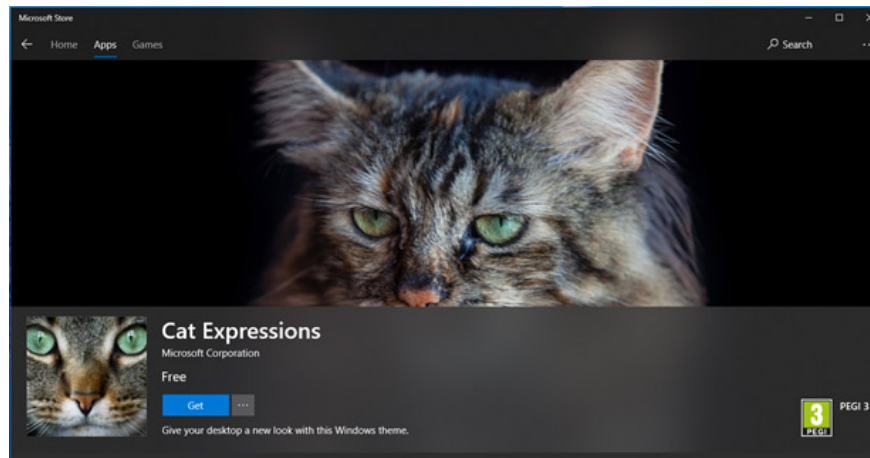 Microsoft Store
Home Apps Games
Search
Cat Expressions
Microsoft Corporation
Free
Get
Give your desktop a new look with this Windows theme.
3
PEGI
PEGI 3